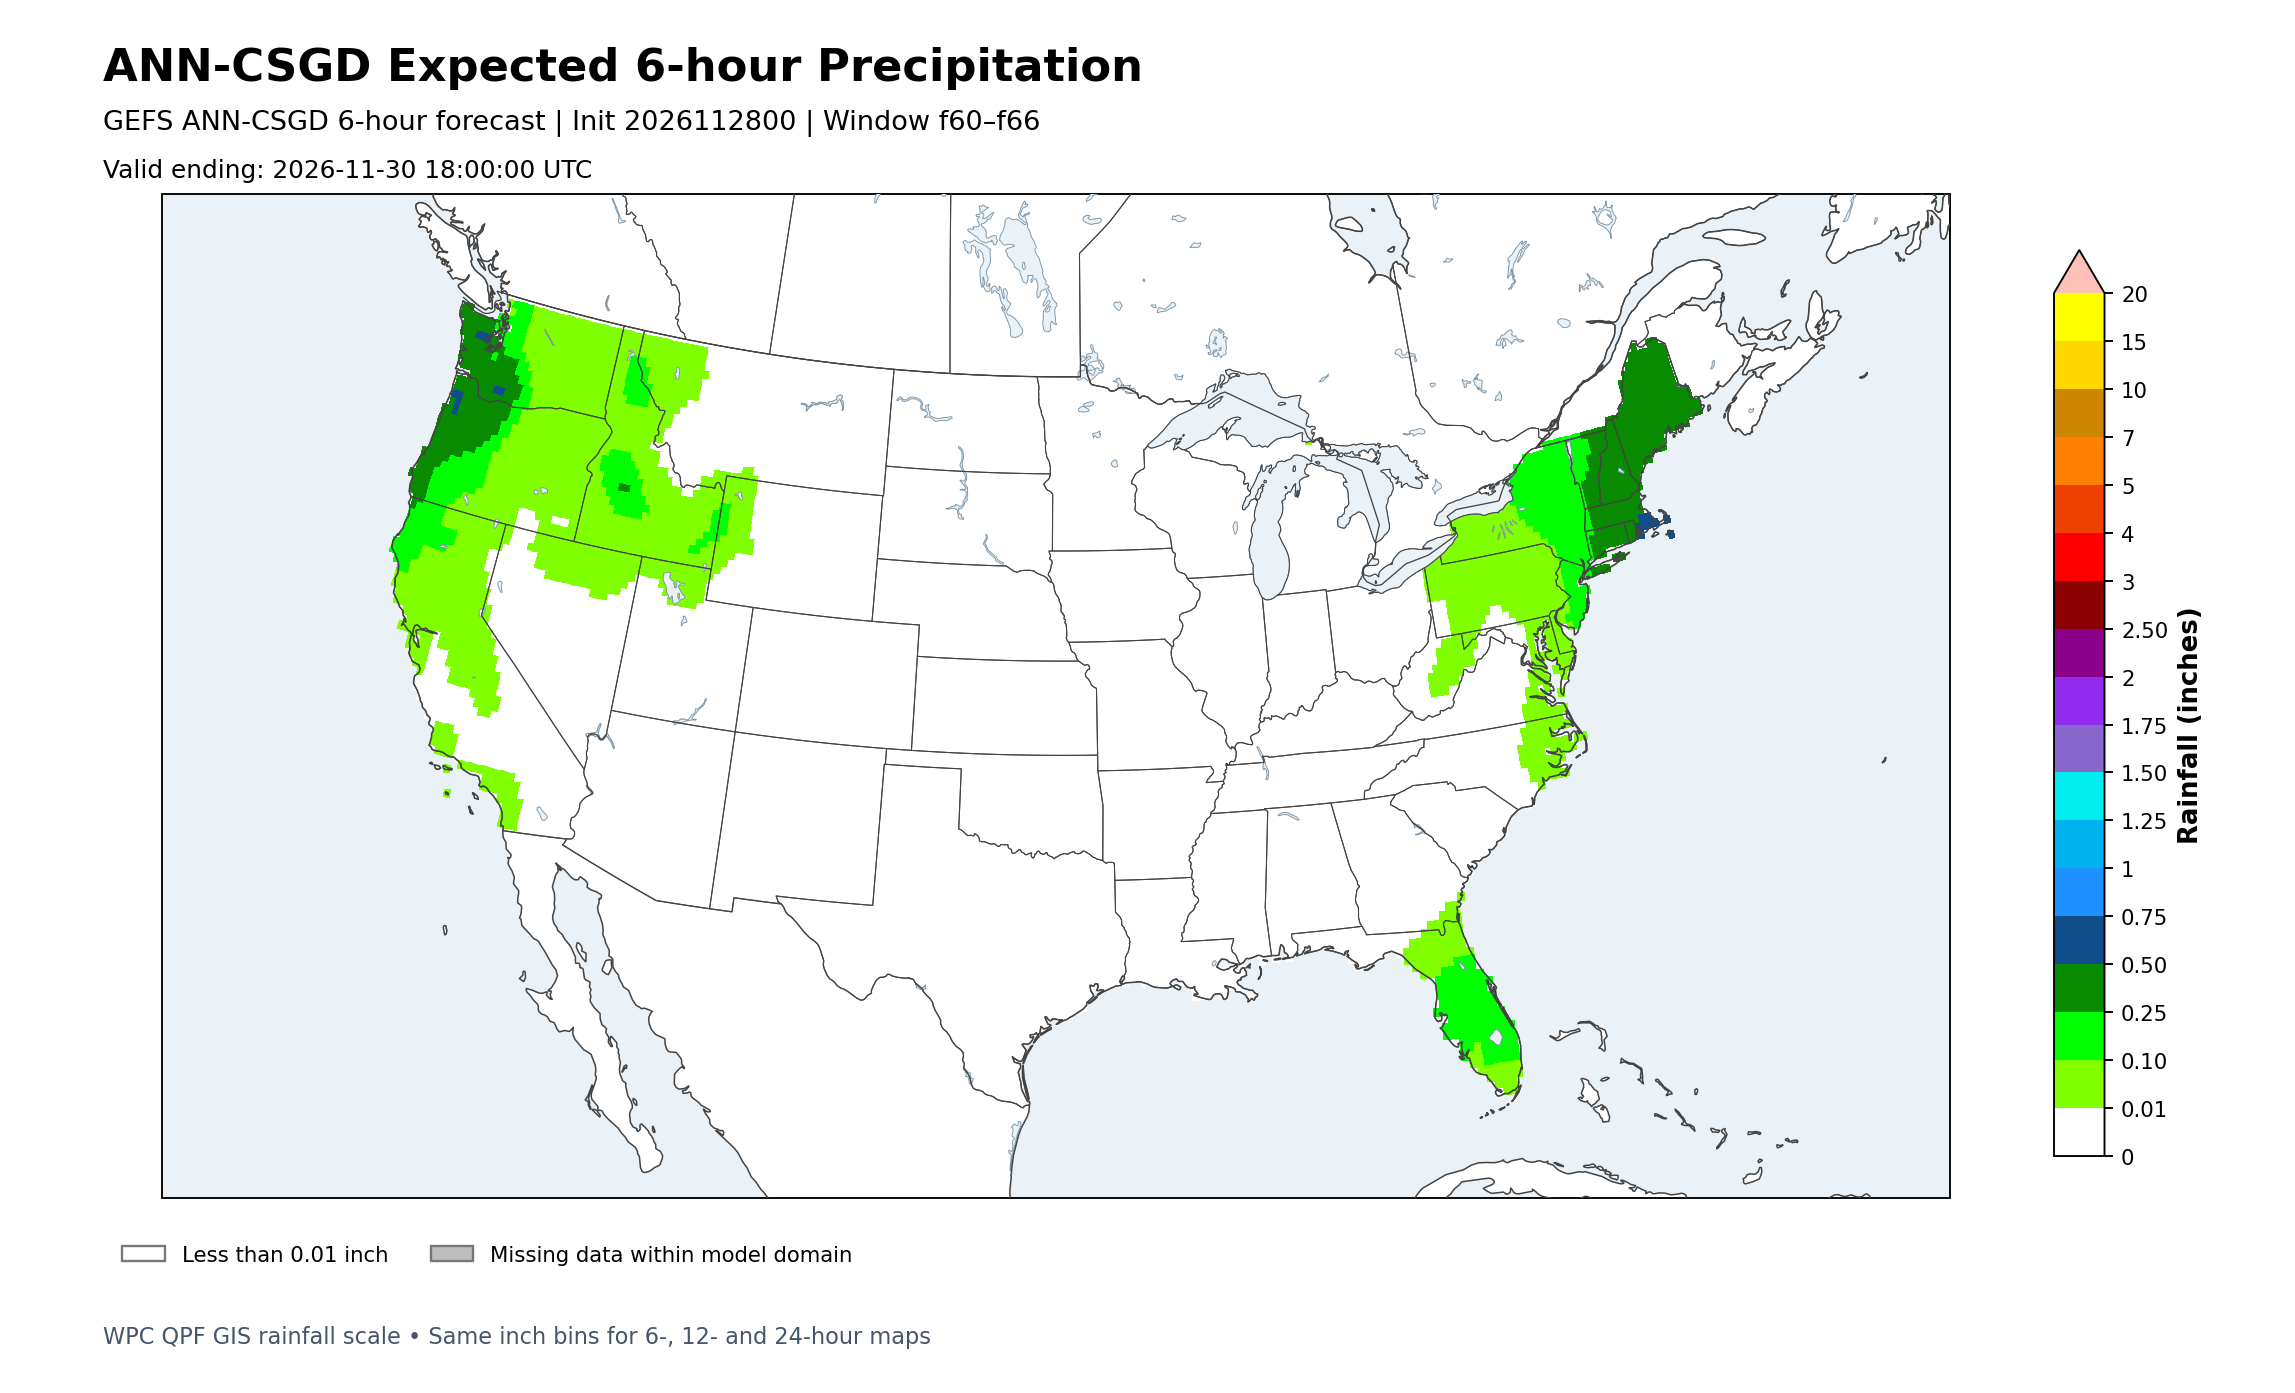 ANN-CSGD Expected 6-hour Precipitation
GEFS ANN-CSGD 6-hour forecast | Init 2026112800 | Window f60–f66
Valid ending: 2026-11-30 18:00:00 UTC
20
15
10
7
5
4
3
2.50
2
1.75
1.50
1.25
1
0.75
0.50
0.25
0.10
0.01
0
Rainfall (inches)
Less than 0.01 inch
Missing data within model domain
WPC QPF GIS rainfall scale • Same inch bins for 6-, 12- and 24-hour maps